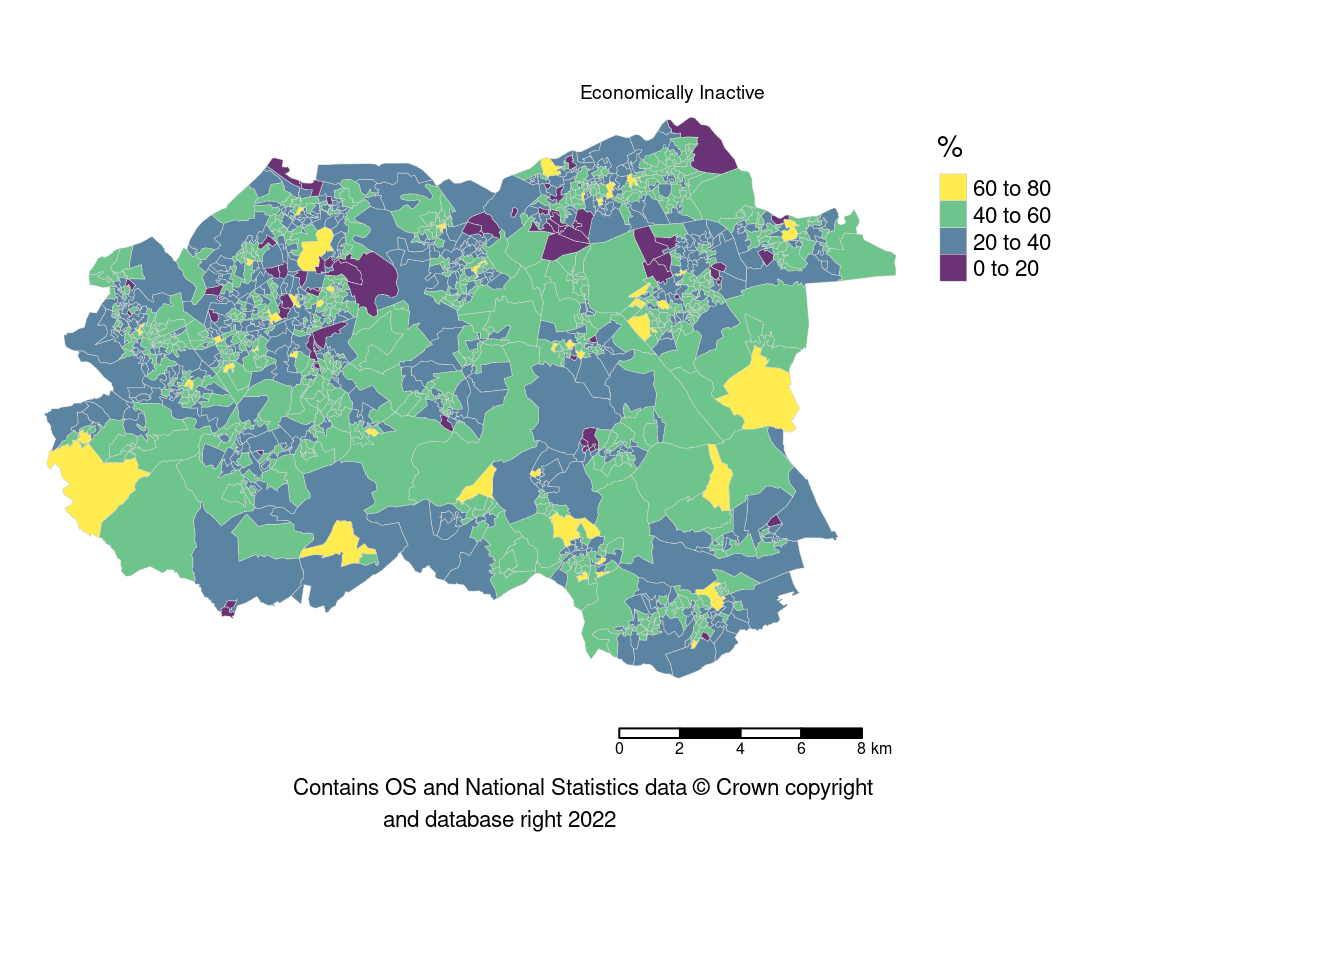 Economically Inactive
%
60 to 80
40 to 60
20 to 40
0 to 20
0 2 4 6 8 km
Contains OS and National Statistics data © Crown copyright
and database right 2022